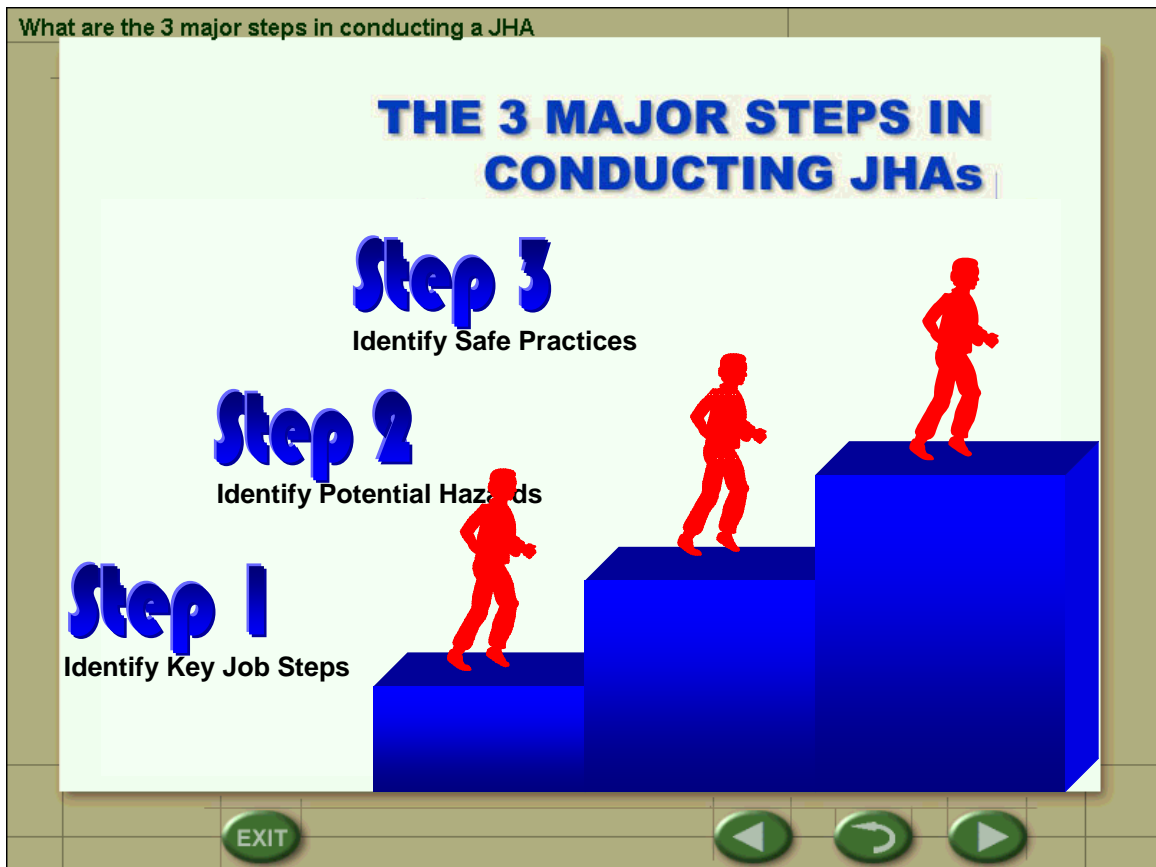 What are the 3 major steps in conducting a JHA
THE 3 MAJOR STEPS IN
CONDUCTING JHAs
Step 3
Identify Safe Practices
Step 2
Identify Potential Hazards
Step 1
Identify Key Job Steps
EXIT